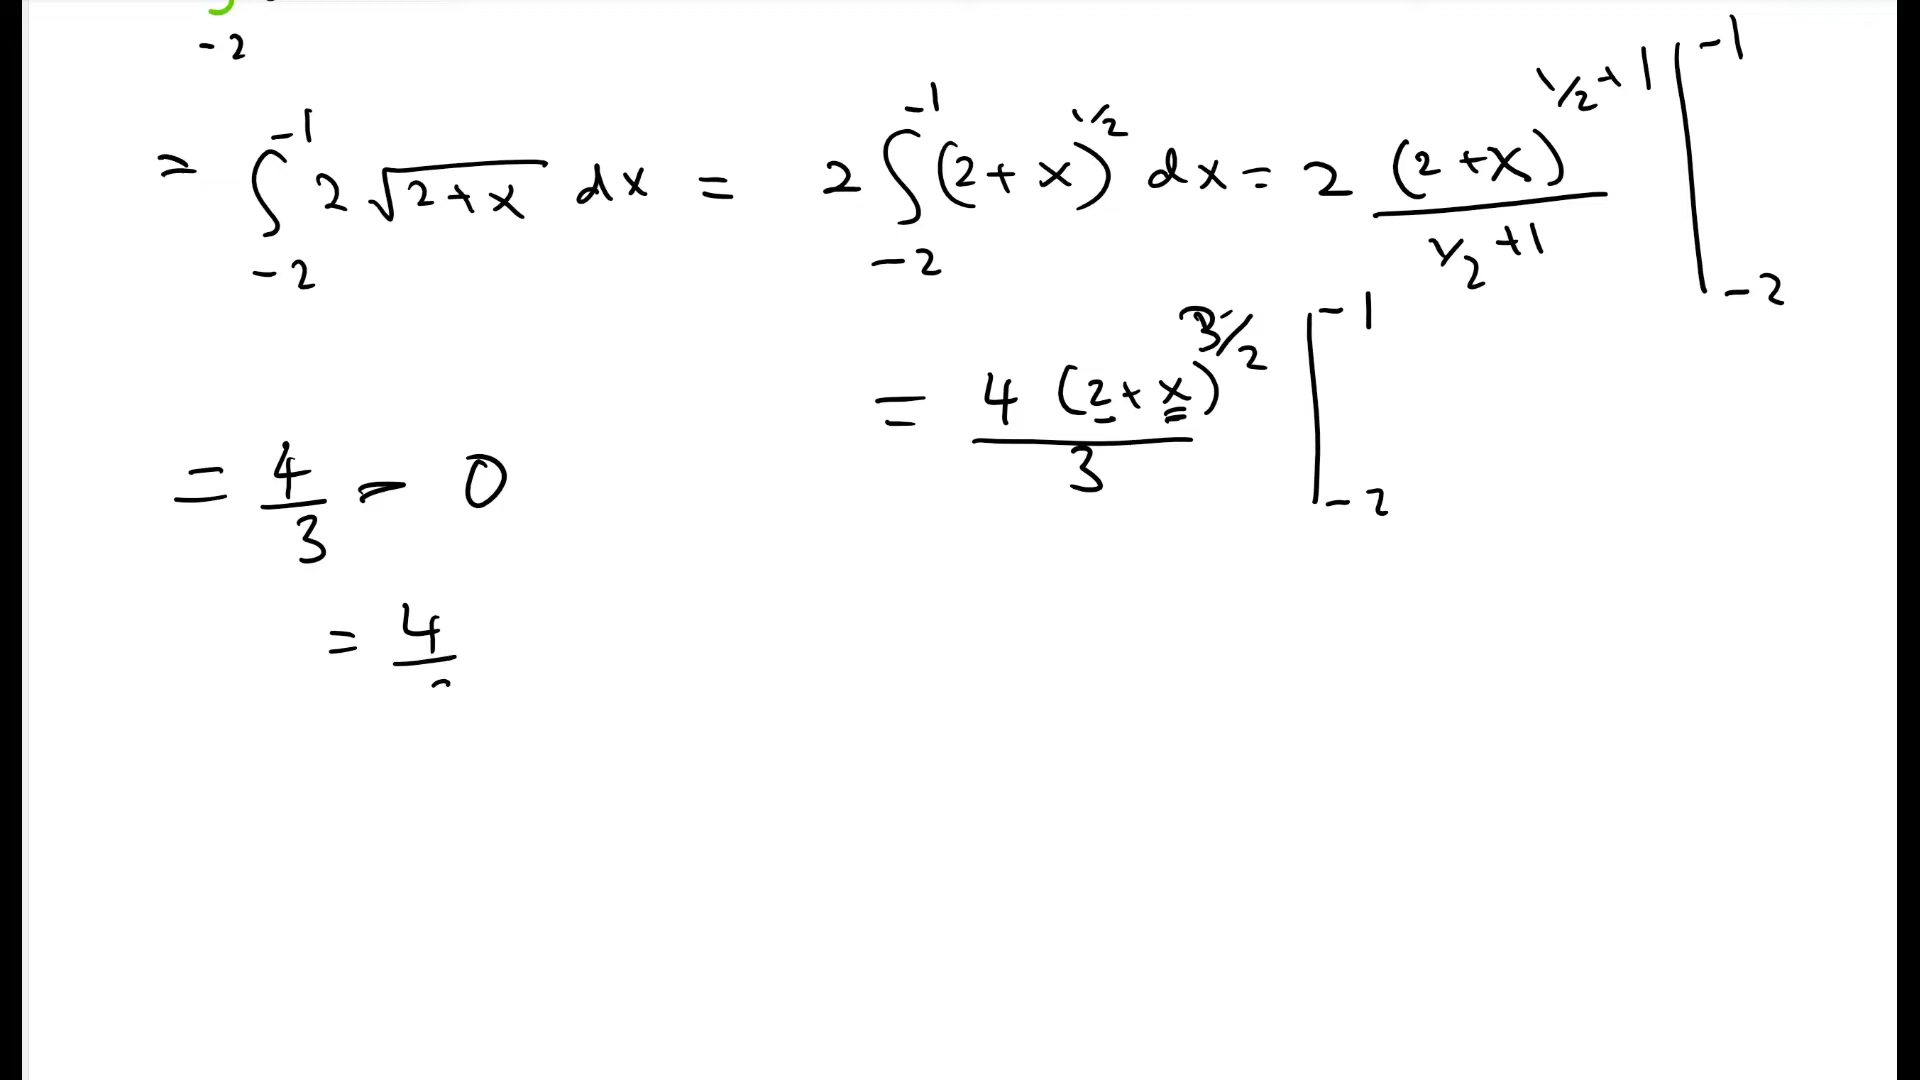 -2
= ∫_{-2}^{-1} 2 √(2+x) dx = 2 ∫_{-2}^{-1} (2+x)^{1/2} dx = 2 (2+x)^{1/2+1} / (1/2+1) |_{-2}^{-1}
= 4 (2+x)^{3/2} / 3 |_{-2}^{-1}
= 4/3 - 0
= 4/